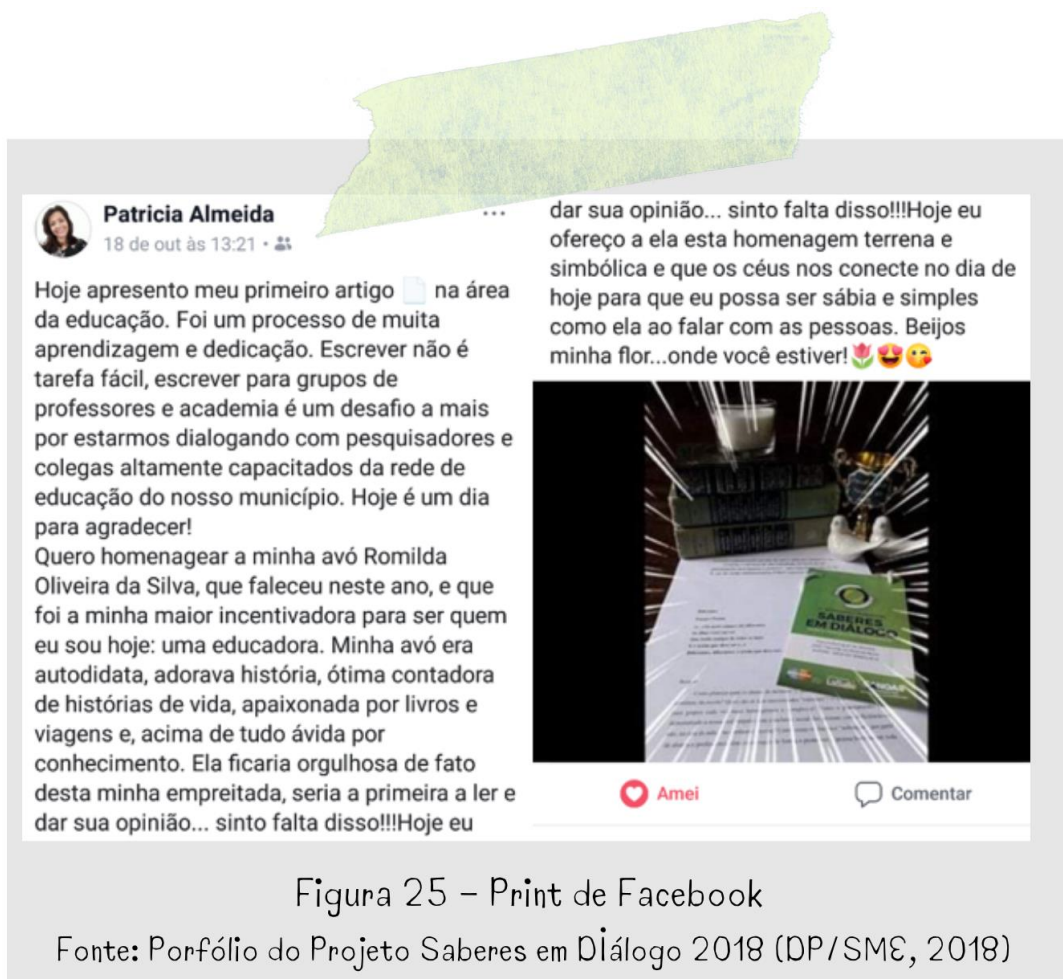 Patricia Almeida
18 de out às 13:21 ·
Hoje apresento meu primeiro artigo 📄 na área
da educação. Foi um processo de muita
aprendizagem e dedicação. Escrever não é
tarefa fácil, escrever para grupos de
professores e academia é um desafio a mais
por estarmos dialogando com pesquisadores e
colegas altamente capacitados da rede de
educação do nosso município. Hoje é um dia
para agradecer!
Quero homenagear a minha avó Romilda
Oliveira da Silva, que faleceu neste ano, e que
foi a minha maior incentivadora para ser quem
eu sou hoje: uma educadora. Minha avó era
autodidata, adorava história, ótima contadora
de histórias de vida, apaixonada por livros e
viagens e, acima de tudo ávida por
conhecimento. Ela ficaria orgulhosa de fato
desta minha empreitada, seria a primeira a ler e
dar sua opinião... sinto falta disso!!!Hoje eu
dar sua opinião... sinto falta disso!!!Hoje eu
ofereço a ela esta homenagem terrena e
simbólica e que os céus nos conecte no dia de
hoje para que eu possa ser sábia e simples
como ela ao falar com as pessoas. Beijos
minha flor...onde você estiver!🌷😍😘
SABERES
EM DIÁLOGO
Amei
Comentar
Figura 25 – Print de Facebook
Fonte: Porfólio do Projeto Saberes em DIálogo 2018 (DP/SME, 2018)